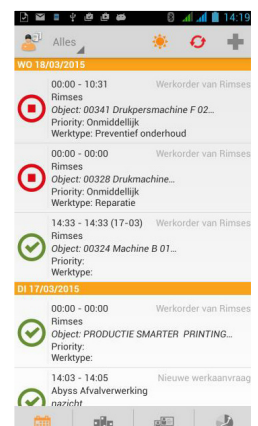 14:19
Alles
WO 18/03/2015
00:00 - 10:31 Werkorder van Rimses
Rimses
Object: 00341 Drukpersmachine F 02...
Priority: Onmiddellijk
Werktype: Preventief onderhoud
00:00 - 00:00 Werkorder van Rimses
Rimses
Object: 00328 Drukmachine...
Priority: Onmiddellijk
Werktype: Reparatie
14:33 - 14:33 (17-03) Werkorder van Rimses
Rimses
Object: 00324 Machine B 01...
Priority:
Werktype:
DI 17/03/2015
00:00 - 00:00 Werkorder van Rimses
Rimses
Object: PRODUCTIE SMARTER PRINTING...
Priority:
Werktype:
14:03 - 14:05 Nieuwe werkaanvraag
Abyss Afvalverwerking
nazicht